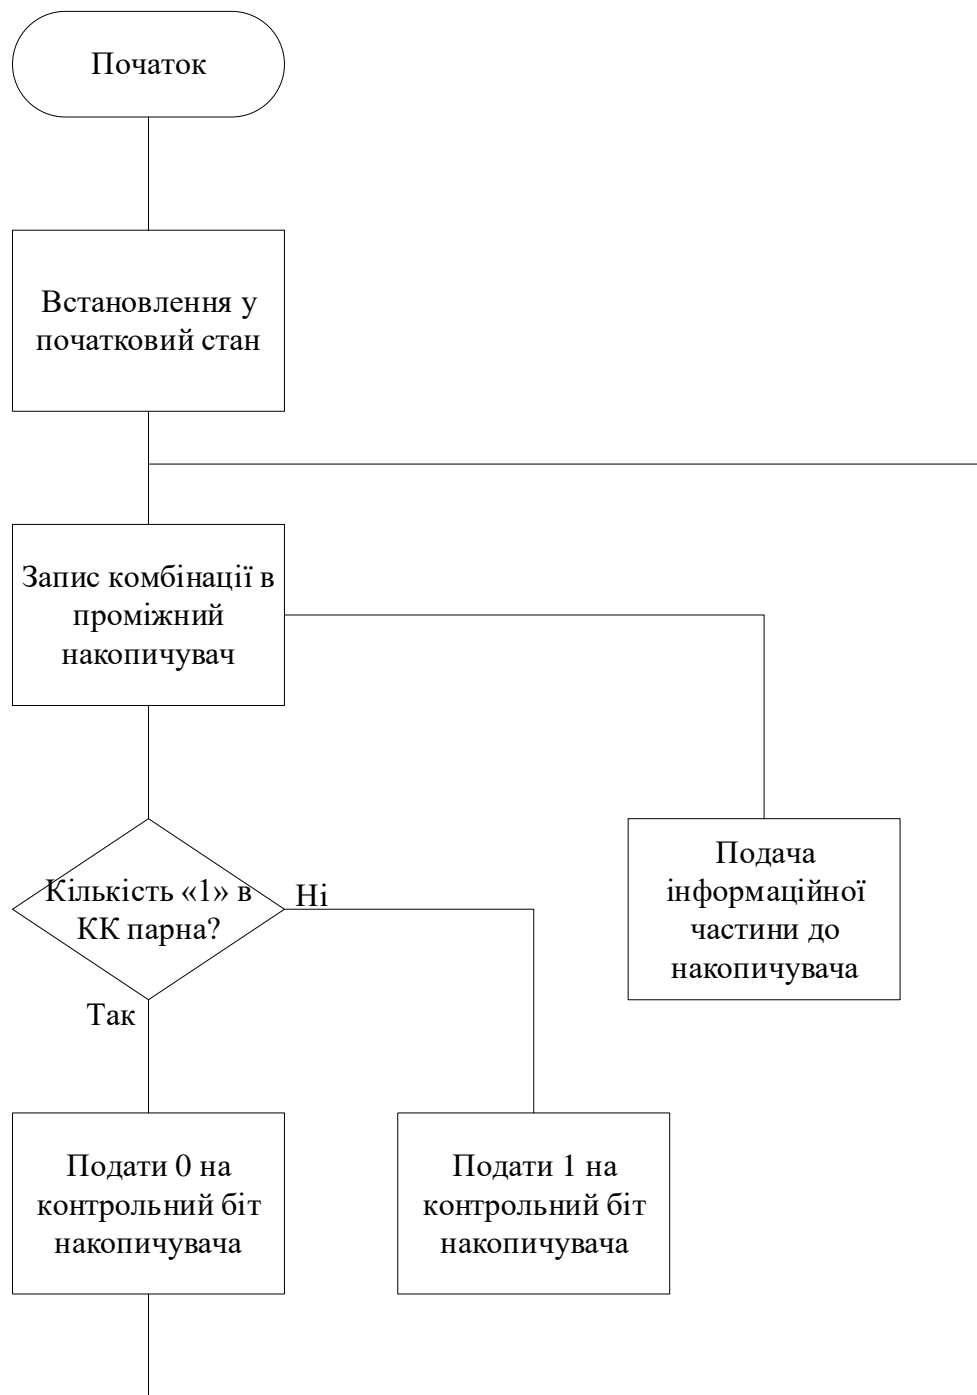 Початок
Встановлення у
початковий стан
Запис комбінації в
проміжний
накопичувач
Кількість «1» в
КК парна?
Ні
Так
Подача
інформаційної
частини до
накопичувача
Подати 0 на
контрольний біт
накопичувача
Подати 1 на
контрольний біт
накопичувача